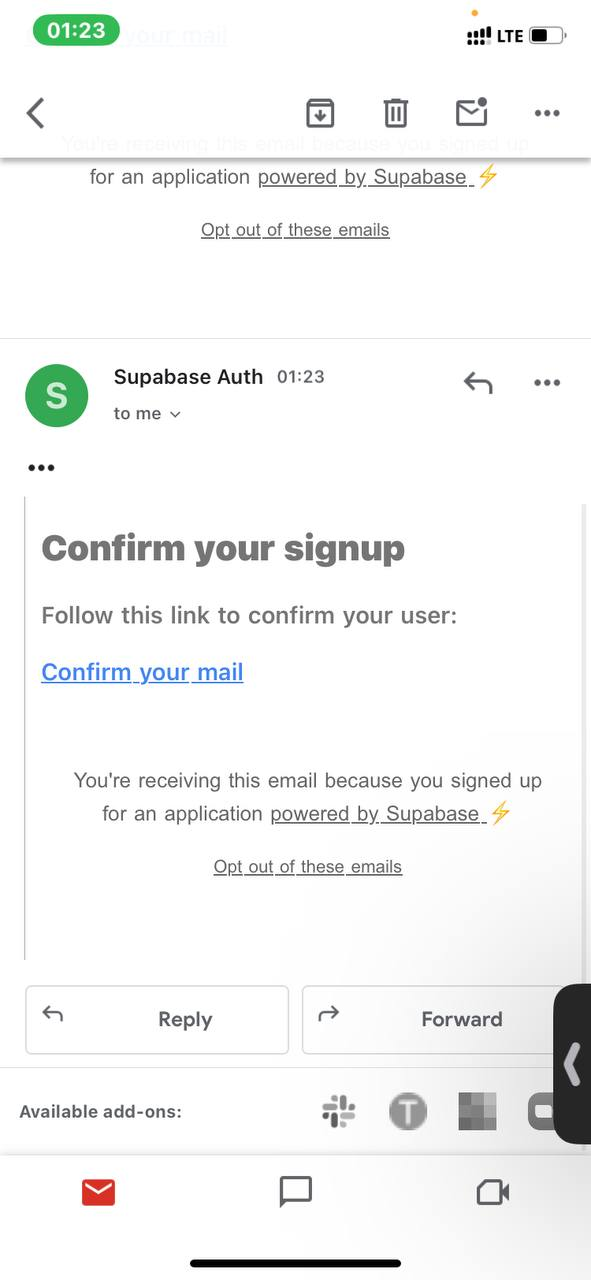 01:23
your mail
LTE
You're receiving this email because you signed up
for an application powered by Supabase ⚡
Opt out of these emails
S
Supabase Auth 01:23
to me
Confirm your signup
Follow this link to confirm your user:
Confirm your mail
You're receiving this email because you signed up
for an application powered by Supabase ⚡
Opt out of these emails
Reply
Forward
Available add-ons:
T